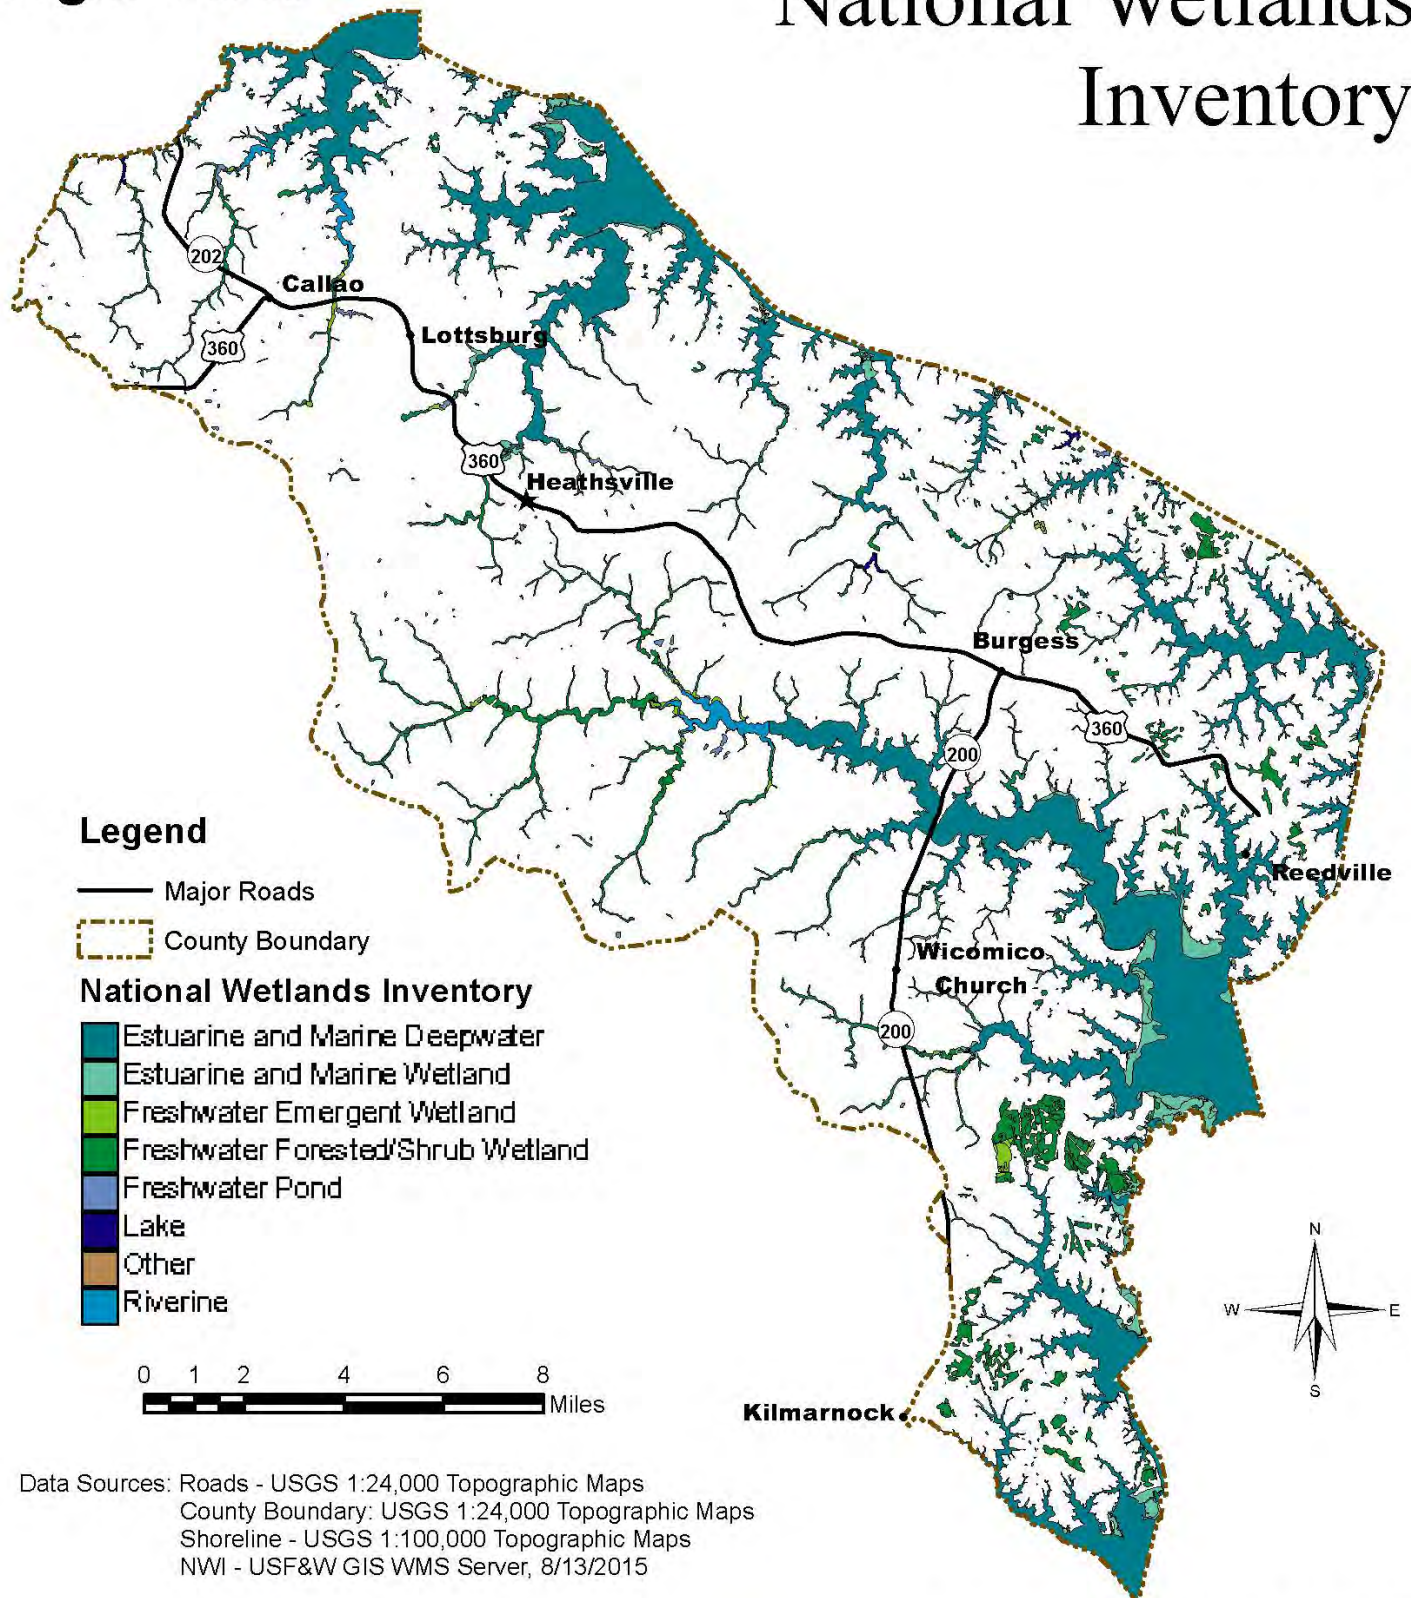 National Wetlands
Inventory
202
Callao
360
Lottsburg
360
Heathsville
Burgess
360
200
Reedville
Wicomico
Church
200
Kilmarnock
Legend
Major Roads
County Boundary
National Wetlands Inventory
Estuarine and Marine Deepwater
Estuarine and Marine Wetland
Freshwater Emergent Wetland
Freshwater Forested/Shrub Wetland
Freshwater Pond
Lake
Other
Riverine
0 1 2 4 6 8
Miles
N
W E
S
Data Sources: Roads - USGS 1:24,000 Topographic Maps
County Boundary: USGS 1:24,000 Topographic Maps
Shoreline - USGS 1:100,000 Topographic Maps
NWI - USF&W GIS WMS Server, 8/13/2015